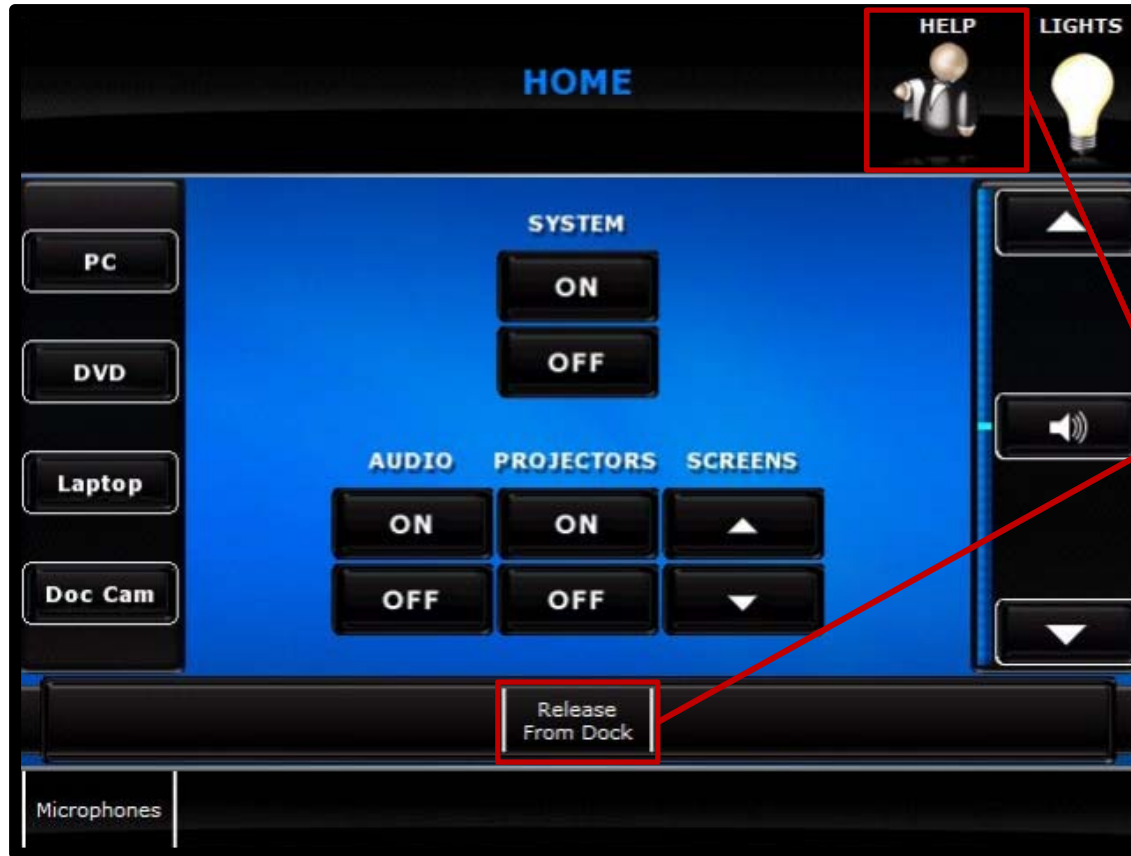 HELP
LIGHTS
HOME
SYSTEM
PC
ON
DVD
OFF
Laptop
AUDIO
PROJECTORS
SCREENS
ON
ON
Doc Cam
OFF
OFF
Release
From Dock
Microphones